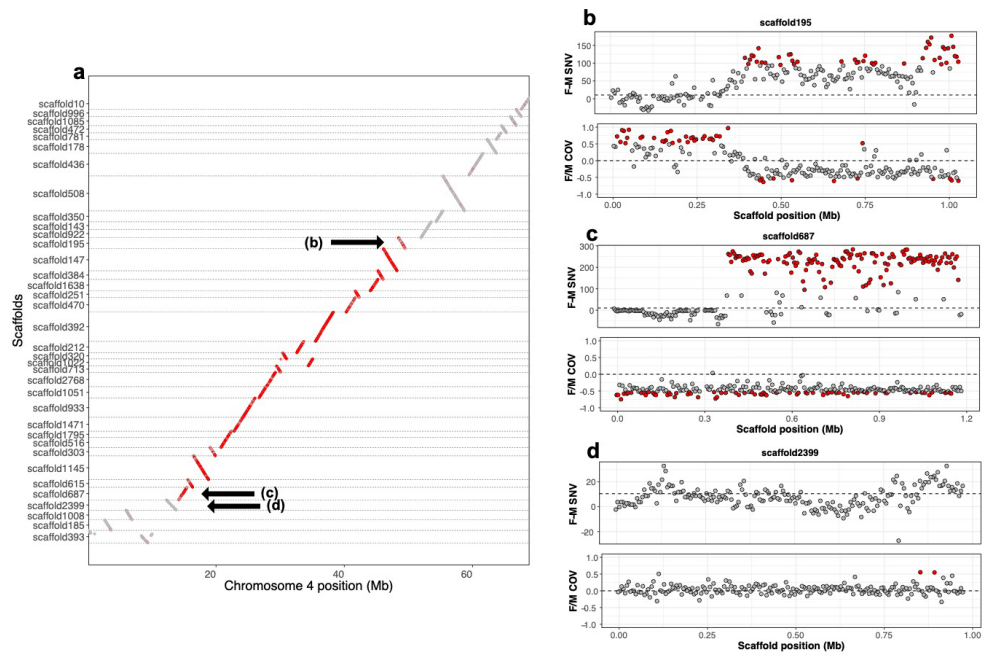 a
scaffold10
scaffold996
scaffold1085
scaffold472
scaffold781
scaffold178
scaffold436
scaffold508
scaffold350
scaffold143
scaffold922
scaffold195
scaffold147
scaffold384
scaffold1638
scaffold251
scaffold470
scaffold392
scaffold212
scaffold320
scaffold1022
scaffold713
scaffold2768
scaffold1051
scaffold933
scaffold1471
scaffold1795
scaffold516
scaffold303
scaffold1145
scaffold615
scaffold687
scaffold2399
scaffold1008
scaffold185
scaffold393
Scaffolds
(b)
(c)
(d)
20 40 60
Chromosome 4 position (Mb)
b
scaffold195
F-M SNV
150
100
50
0
F/M COV
1.0
0.5
0.0
-0.5
-1.0
0.00 0.25 0.50 0.75 1.00
Scaffold position (Mb)
c
scaffold687
F-M SNV
300
200
100
0
F/M COV
1.0
0.5
0.0
-0.5
-1.0
0.0 0.3 0.6 0.9 1.2
Scaffold position (Mb)
d
scaffold2399
F-M SNV
20
0
-20
F/M COV
1.0
0.5
0.0
-0.5
-1.0
0.00 0.25 0.50 0.75 1.00
Scaffold position (Mb)